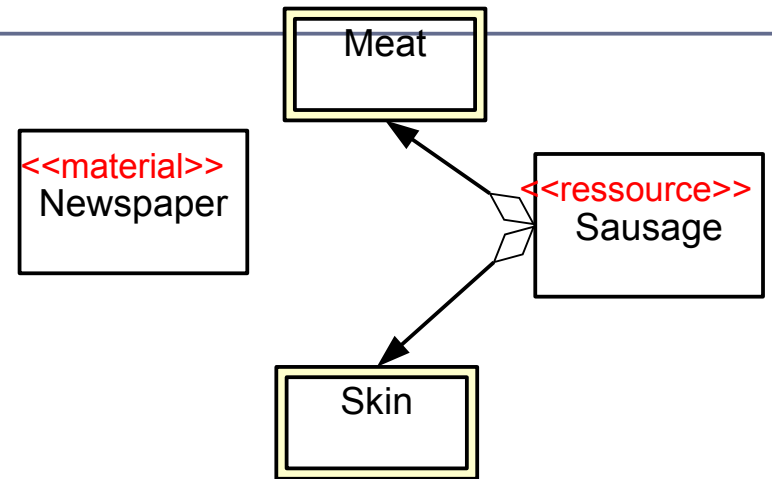 Meat
<<material>>
Newspaper
<<ressource>>
Sausage
Skin